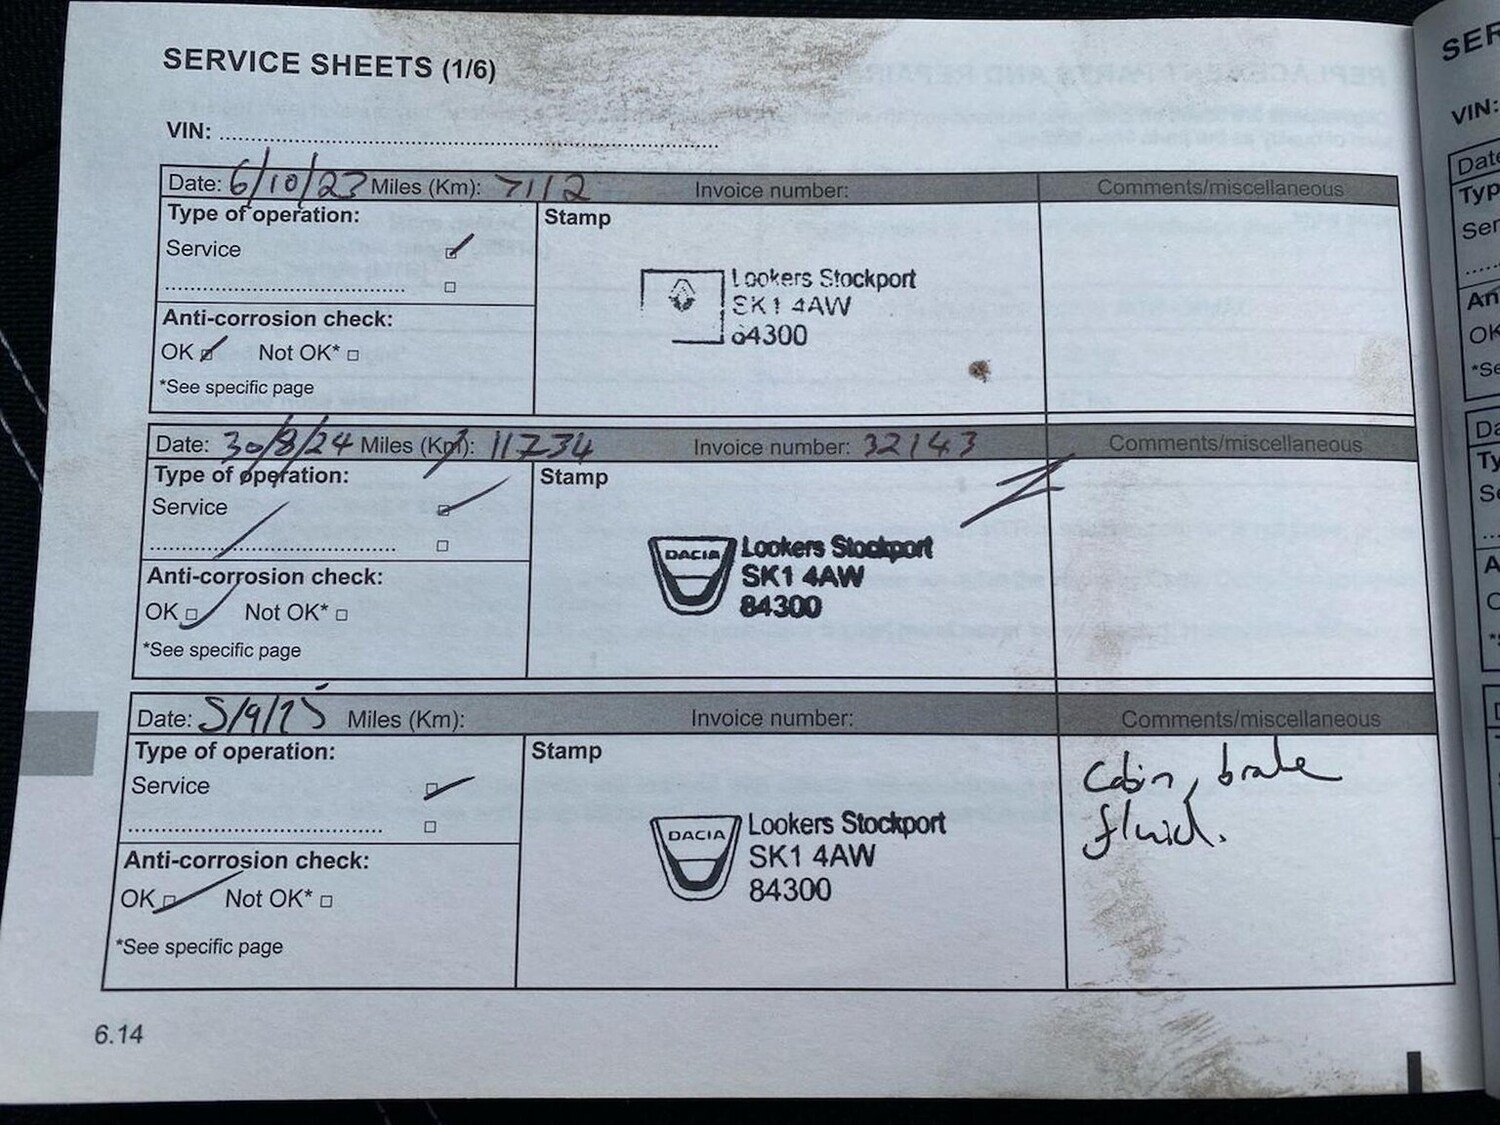 SERVICE SHEETS (1/6)
VIN: ...............
Date: 6/10/23 Miles (Km): 7112 Invoice number: Comments/miscellaneous
Type of operation: Stamp
Service
Lookers Stockport
SK1 4AW
84300
Anti-corrosion check:
OK Not OK*
*See specific page
Date: 30/8/24 Miles (Km): 11734 Invoice number: 32143 Comments/miscellaneous
Type of operation: Stamp
Service
DACIA Lookers Stockport
SK1 4AW
84300
Anti-corrosion check:
OK Not OK*
*See specific page
Date: 5/9/25 Miles (Km): Invoice number: Comments/miscellaneous
Type of operation: Stamp
Service
Cabin, brake
fluid.
DACIA Lookers Stockport
SK1 4AW
84300
Anti-corrosion check:
OK Not OK*
*See specific page
6.14
VIN: